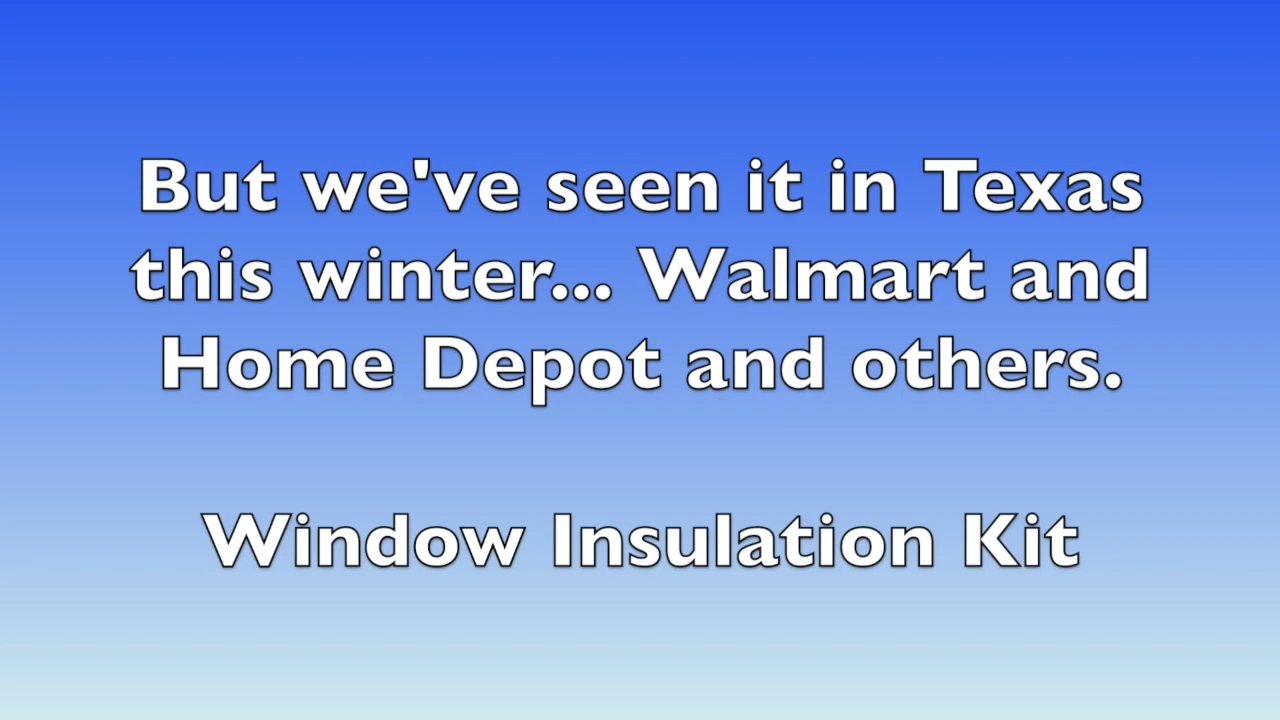 But we've seen it in Texas
this winter... Walmart and
Home Depot and others.
Window Insulation Kit